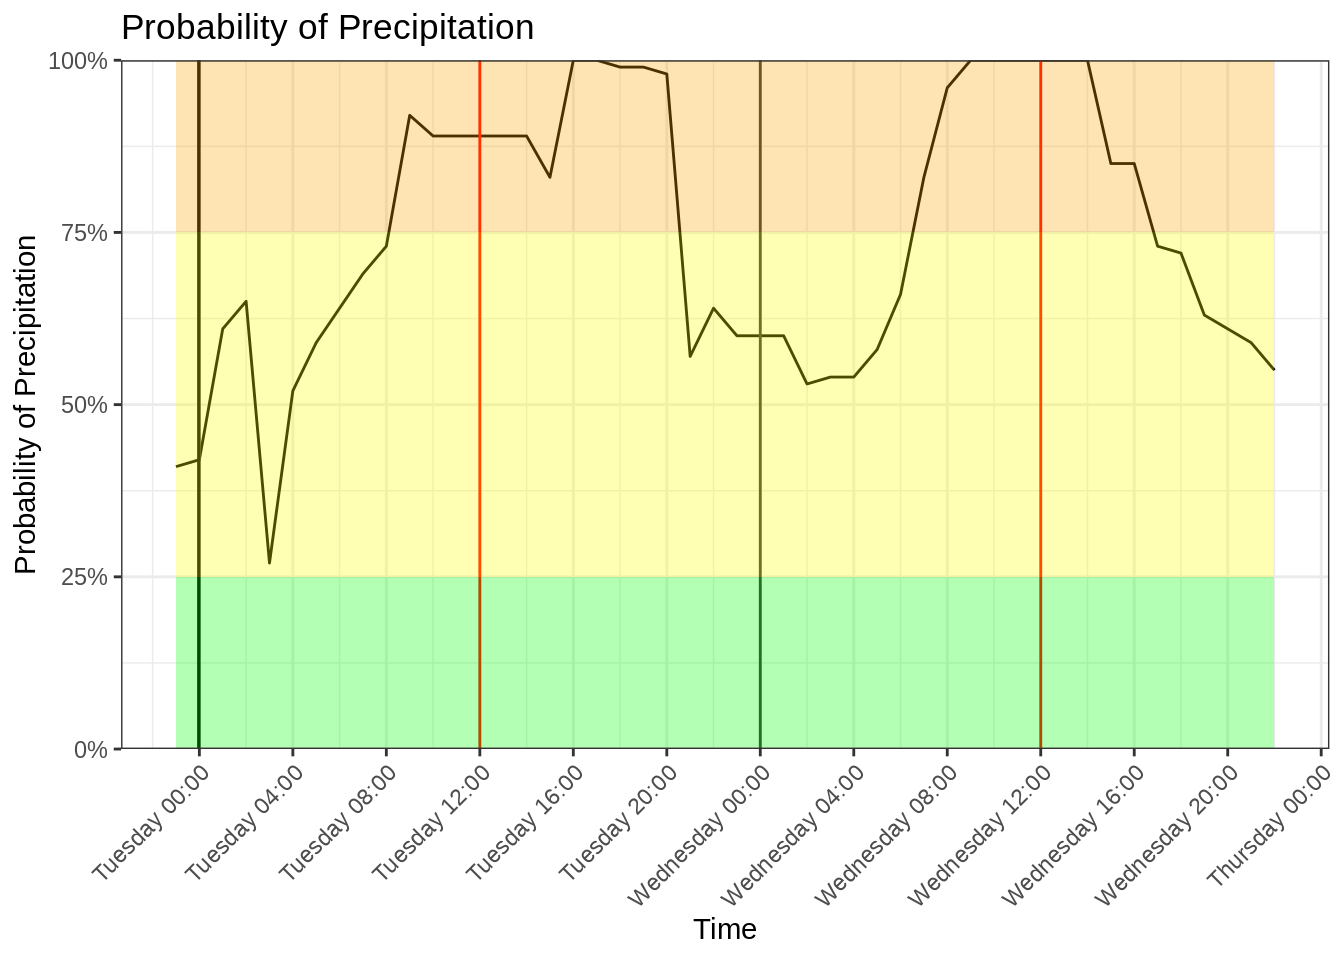 Probability of Precipitation
Probability of Precipitation
100%
75%
50%
25%
0%
Tuesday 00:00
Tuesday 04:00
Tuesday 08:00
Tuesday 12:00
Tuesday 16:00
Tuesday 20:00
Wednesday 00:00
Wednesday 04:00
Wednesday 08:00
Wednesday 12:00
Wednesday 16:00
Wednesday 20:00
Thursday 00:00
Time